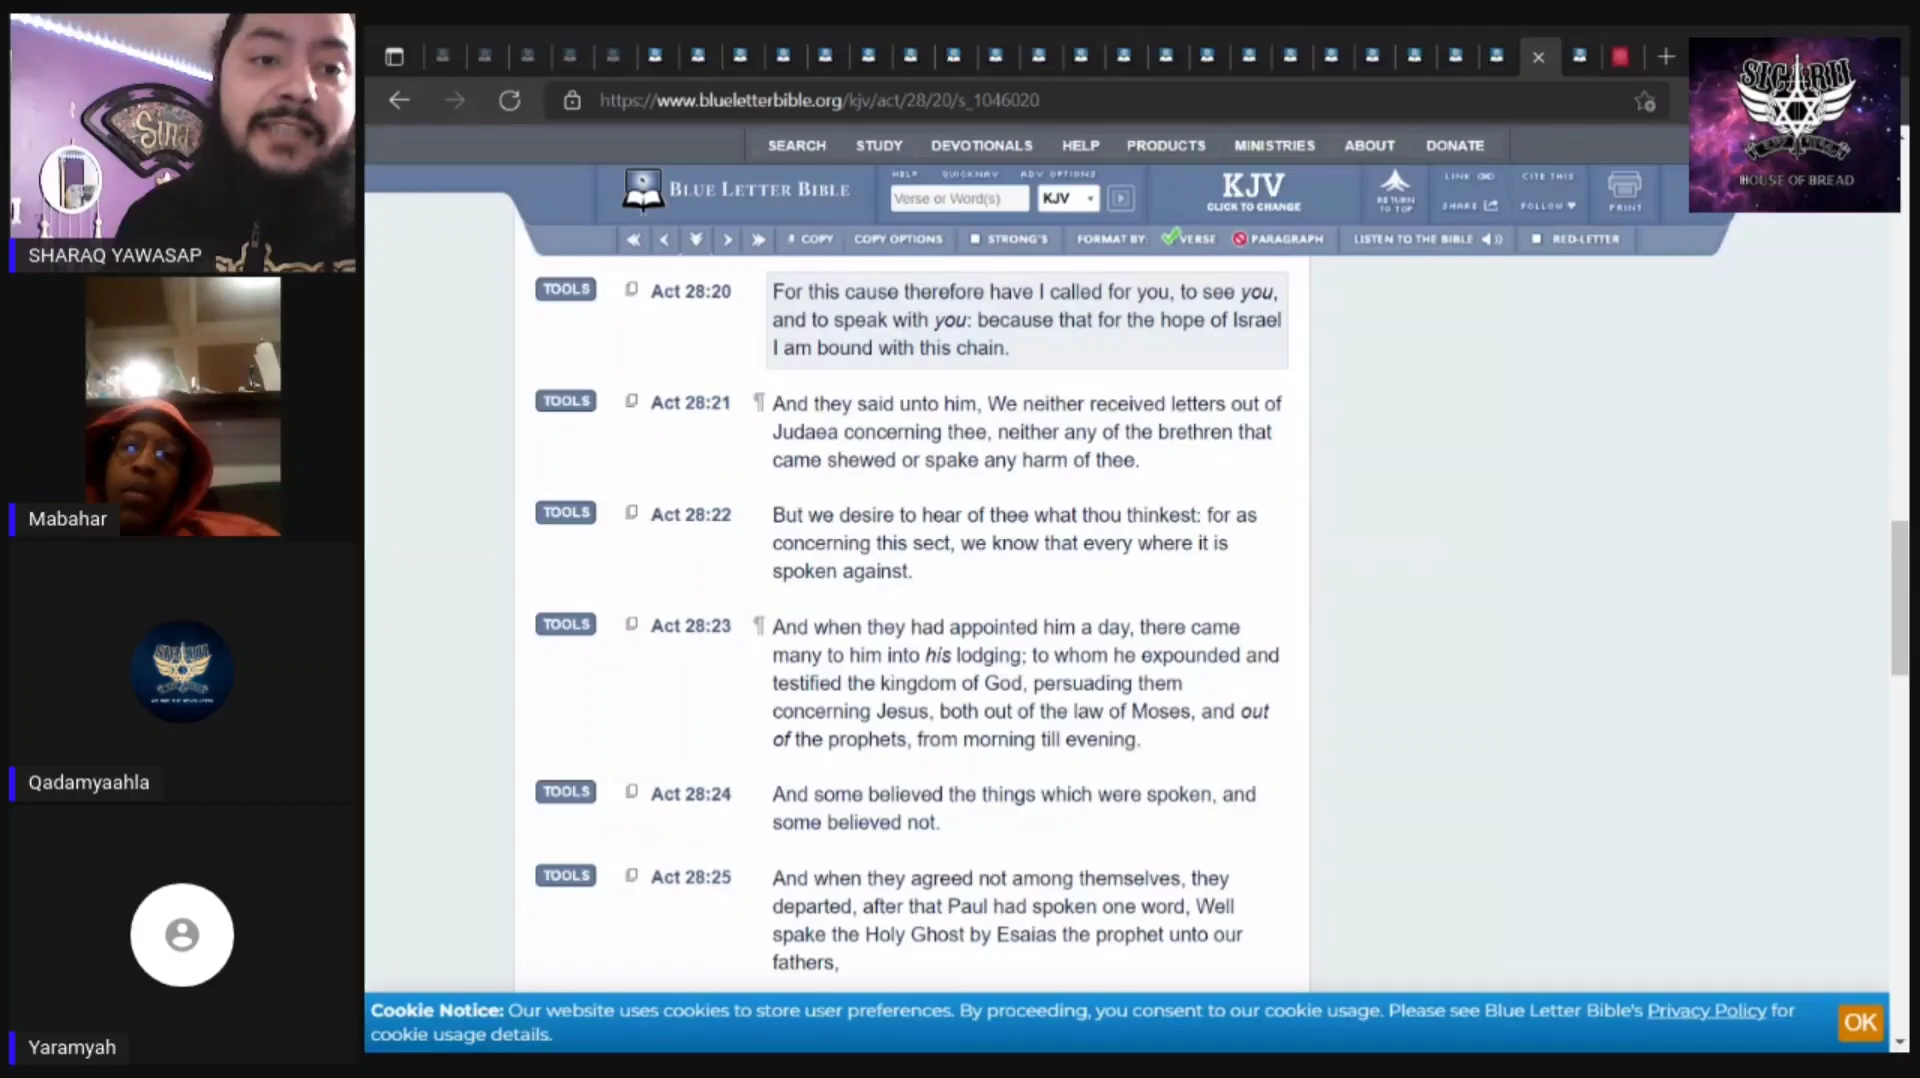 https://www.blueletterbible.org/kjv/act/28/20/s_1046020
SEARCH STUDY DEVOTIONALS HELP PRODUCTS MINISTRIES ABOUT DONATE
BLUE LETTER BIBLE
HELP QUICKNAV ADV OPTIONS
Verse or Word(s) KJV
KJV
CLICK TO CHANGE
RETURN
TO TOP
LINK CITE THIS
SHARE FOLLOW
PRINT
COPY COPY OPTIONS STRONG'S FORMAT BY: VERSE PARAGRAPH LISTEN TO THE BIBLE RED-LETTER
SICARII
HOUSE OF BREAD
SHARAQ YAWASAP
Mabahar
Qadamyaahla
Yaramyah
TOOLS Act 28:20 For this cause therefore have I called for you, to see you,
and to speak with you: because that for the hope of Israel
I am bound with this chain.
TOOLS Act 28:21 ¶ And they said unto him, We neither received letters out of
Judaea concerning thee, neither any of the brethren that
came shewed or spake any harm of thee.
TOOLS Act 28:22 But we desire to hear of thee what thou thinkest: for as
concerning this sect, we know that every where it is
spoken against.
TOOLS Act 28:23 ¶ And when they had appointed him a day, there came
many to him into his lodging; to whom he expounded and
testified the kingdom of God, persuading them
concerning Jesus, both out of the law of Moses, and out
of the prophets, from morning till evening.
TOOLS Act 28:24 And some believed the things which were spoken, and
some believed not.
TOOLS Act 28:25 And when they agreed not among themselves, they
departed, after that Paul had spoken one word, Well
spake the Holy Ghost by Esaias the prophet unto our
fathers,
Cookie Notice: Our website uses cookies to store user preferences. By proceeding, you consent to our cookie usage. Please see Blue Letter Bible's Privacy Policy for
cookie usage details.
OK